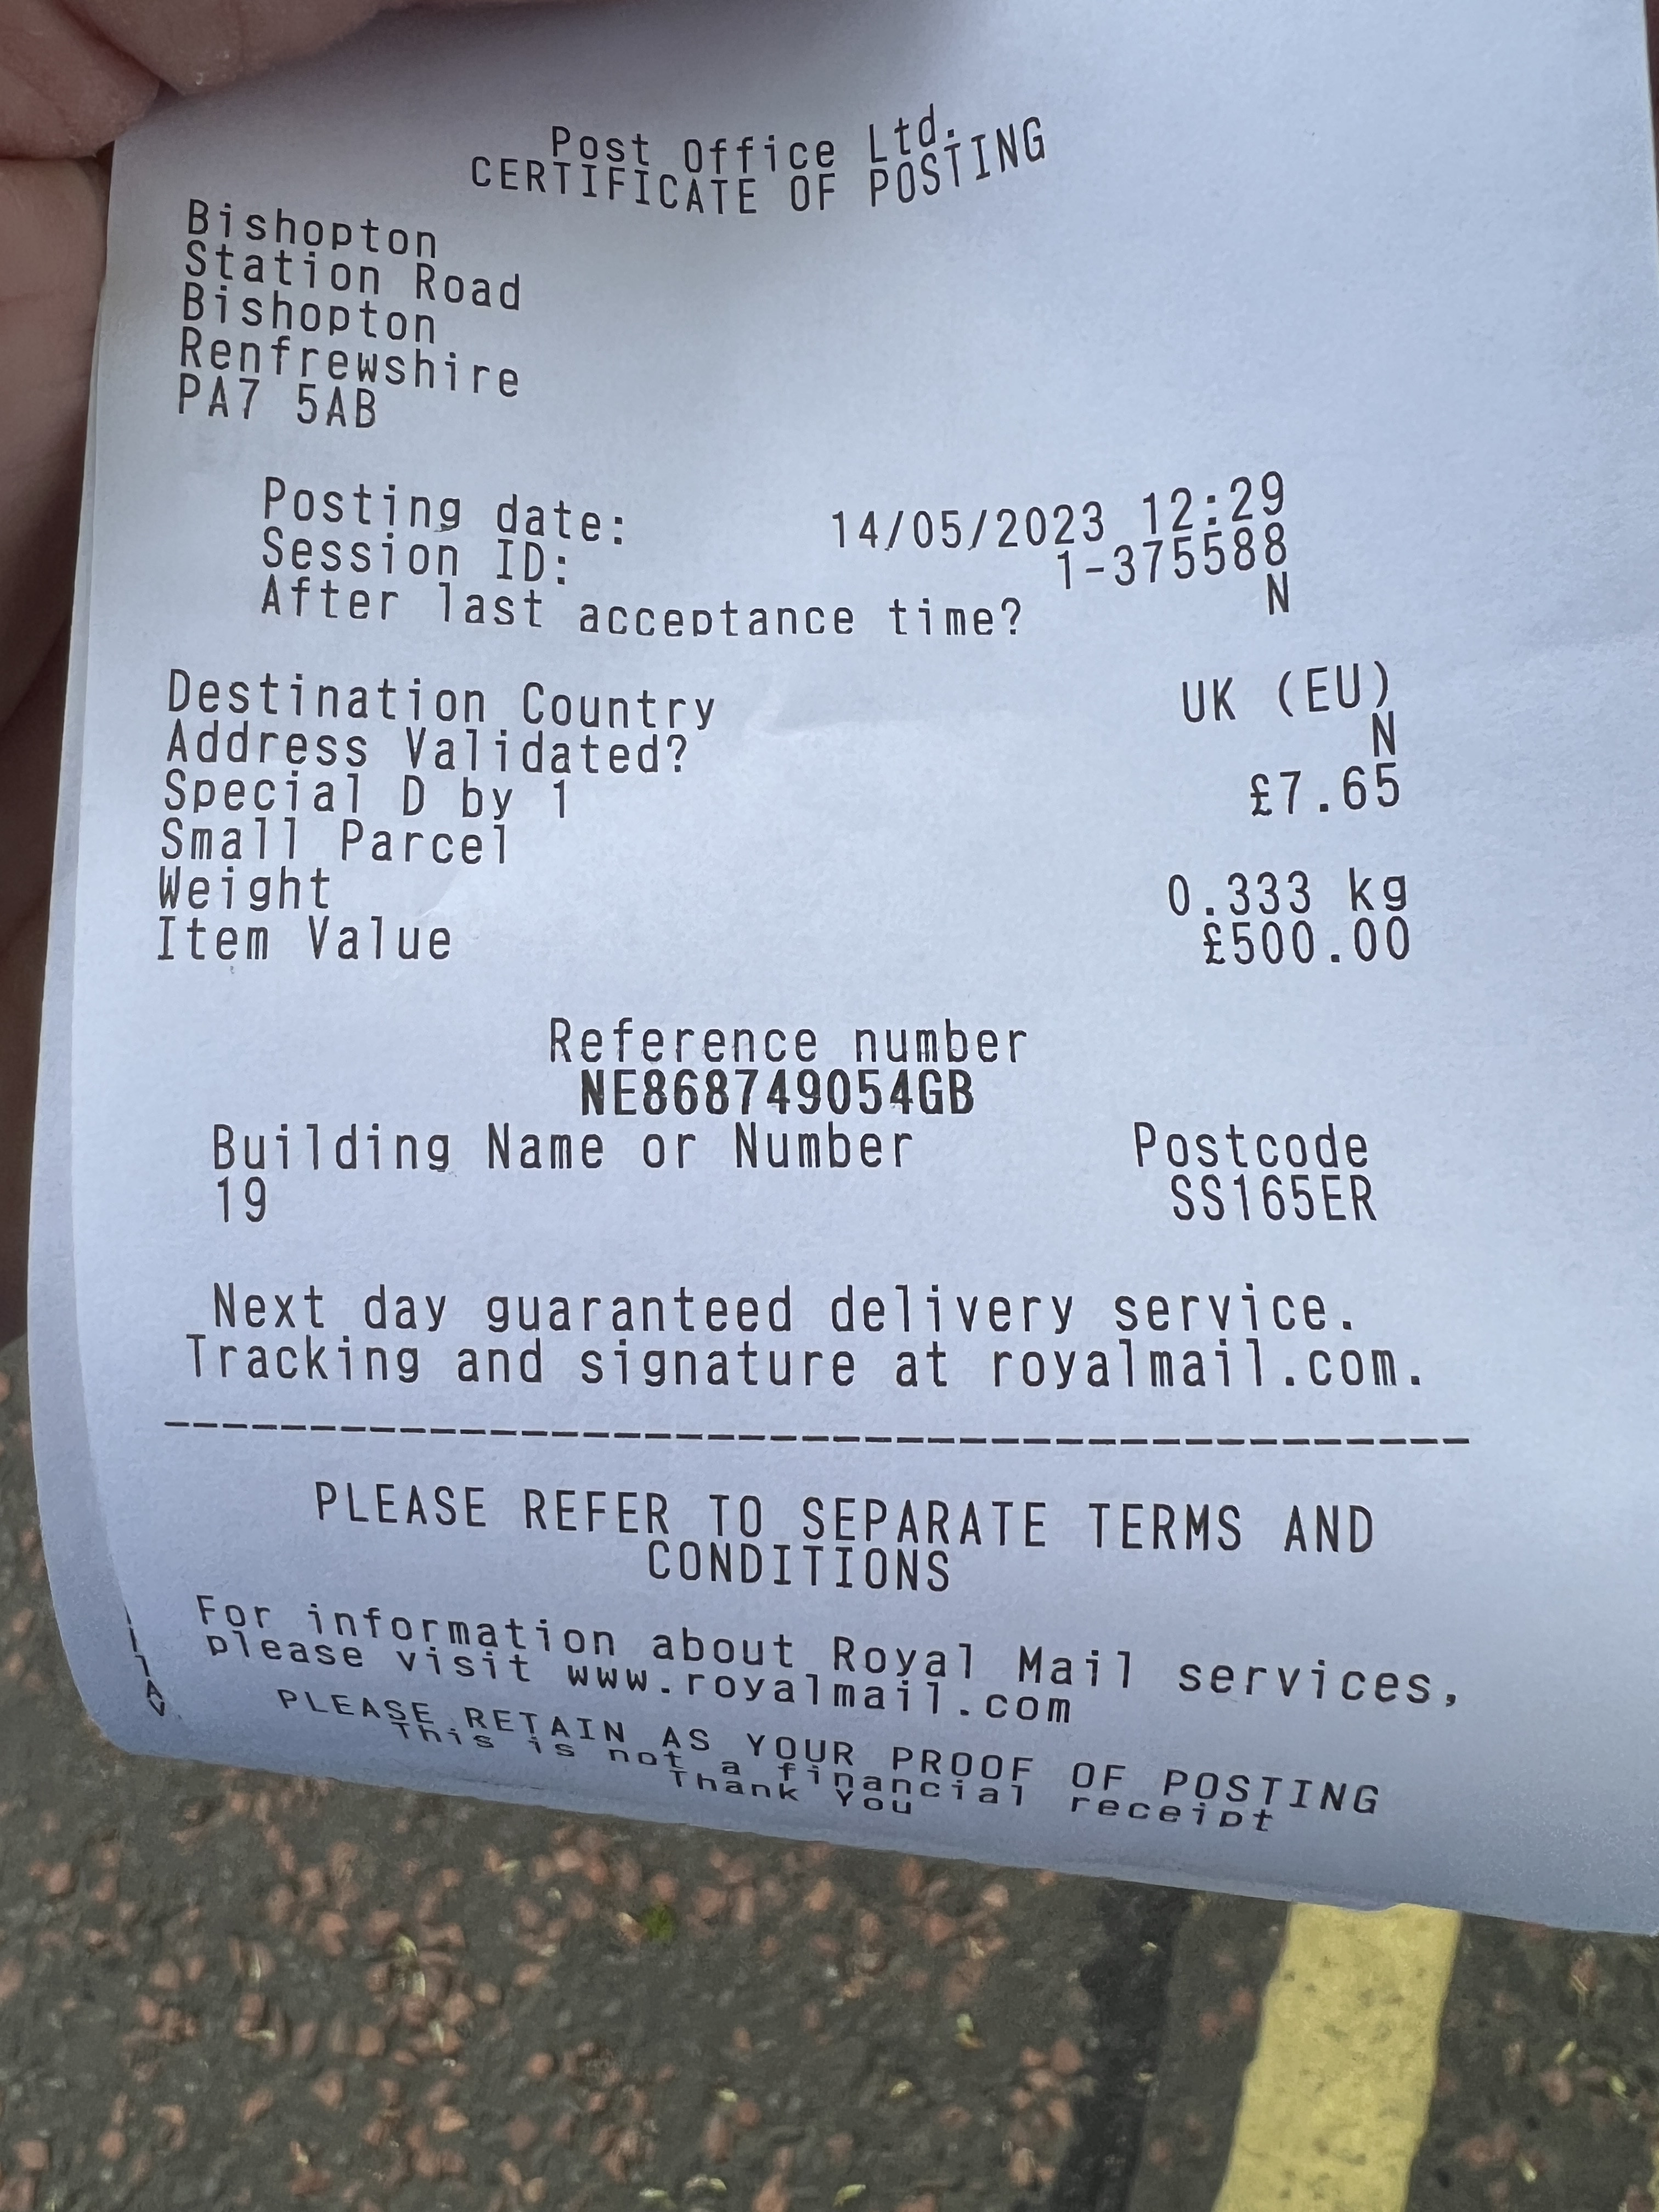 Post Office Ltd.
CERTIFICATE OF POSTING
Bishopton
Station Road
Bishopton
Renfrewshire
PA7 5AB
Posting date: 14/05/2023 12:29
Session ID: 1-375588
After last acceptance time? N
Destination Country UK (EU)
Address Validated? N
Special D by 1 £7.65
Small Parcel
Weight 0.333 kg
Item Value £500.00
Reference number
NE868749054GB
Building Name or Number Postcode
19 SS165ER
Next day guaranteed delivery service.
Tracking and signature at royalmail.com.
PLEASE REFER TO SEPARATE TERMS AND
CONDITIONS
For information about Royal Mail services,
please visit www.royalmail.com
PLEASE RETAIN AS YOUR PROOF OF POSTING
This is not a financial receipt
Thank You